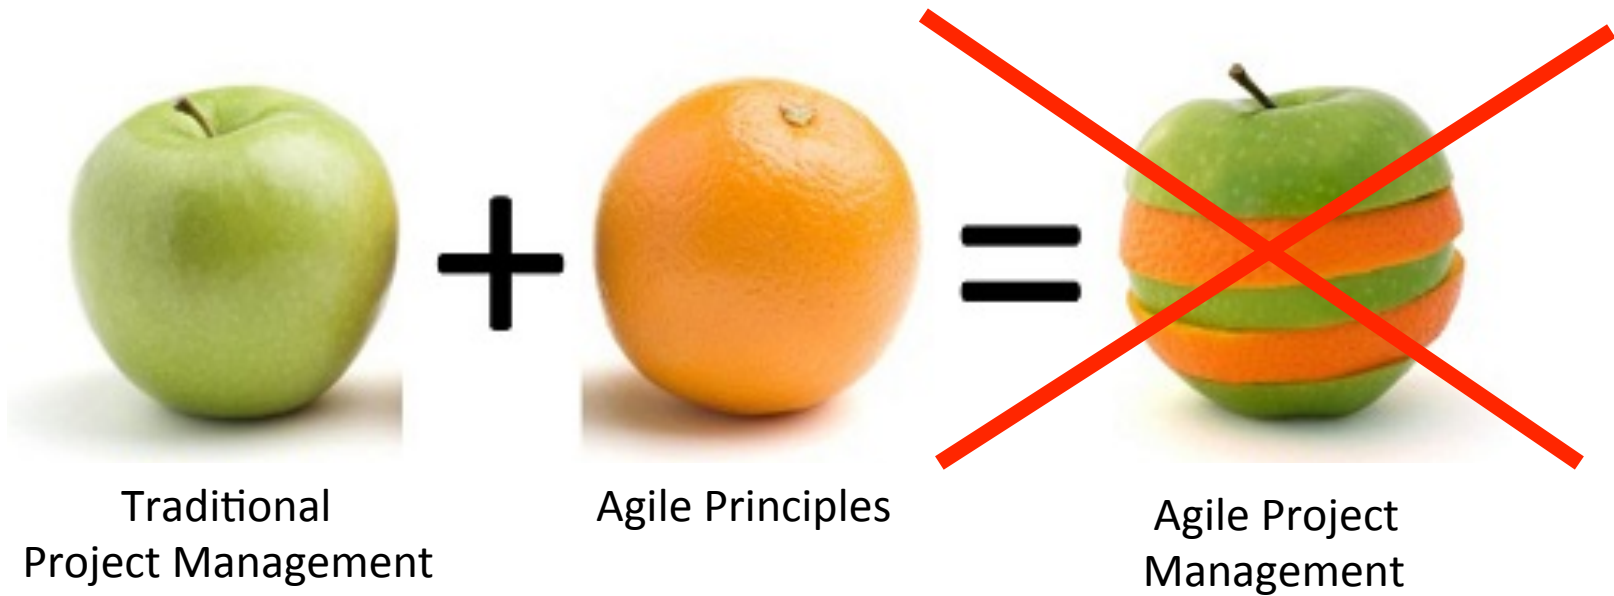 Traditional
Project Management
Agile Principles
Agile Project
Management